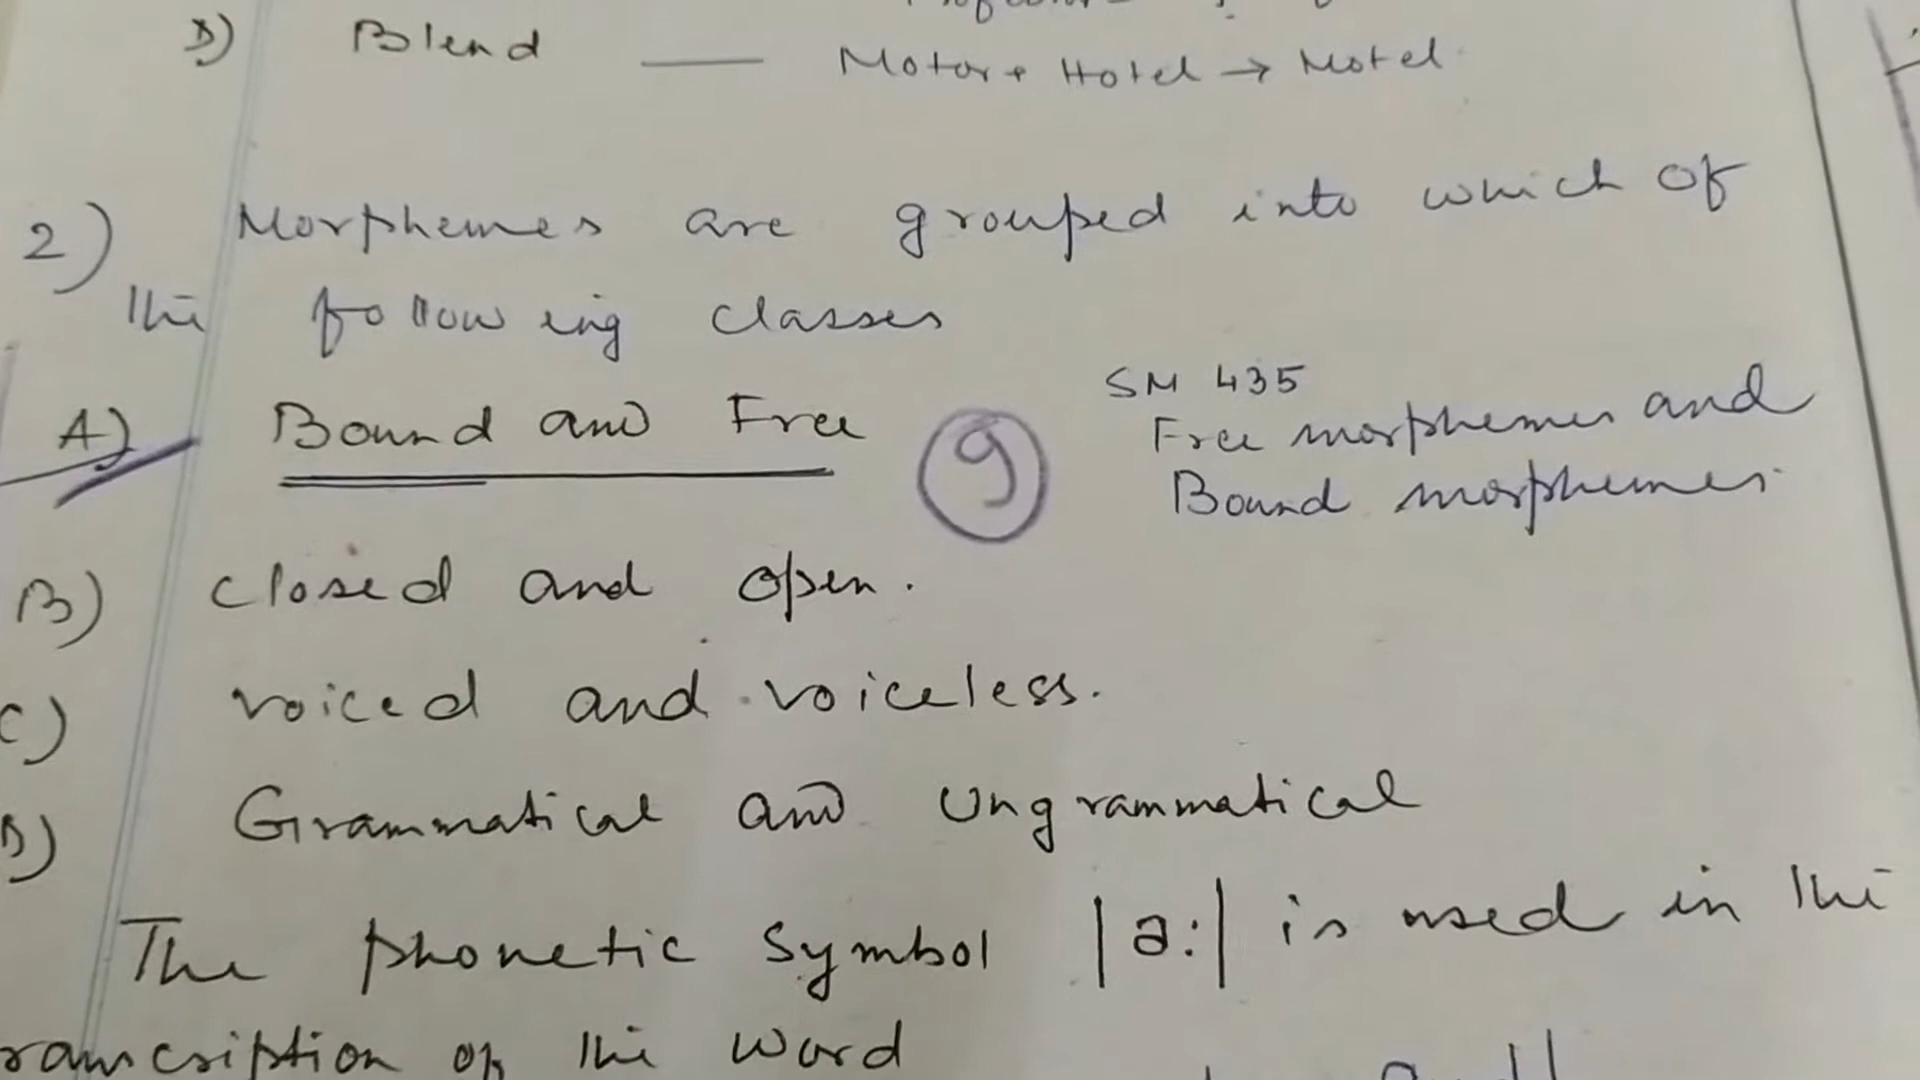 D) Blend — Motor + Hotel → Motel
2) Morphemes are grouped into which of
the following classes
A) Bound and Free
9
SM 435
Free morphemes and
Bound morphemes.
B) closed and open.
C) voiced and voiceless.
D) Grammatical and Ungrammatical
The phonetic symbol |ə:| is used in the
ranscription of the word